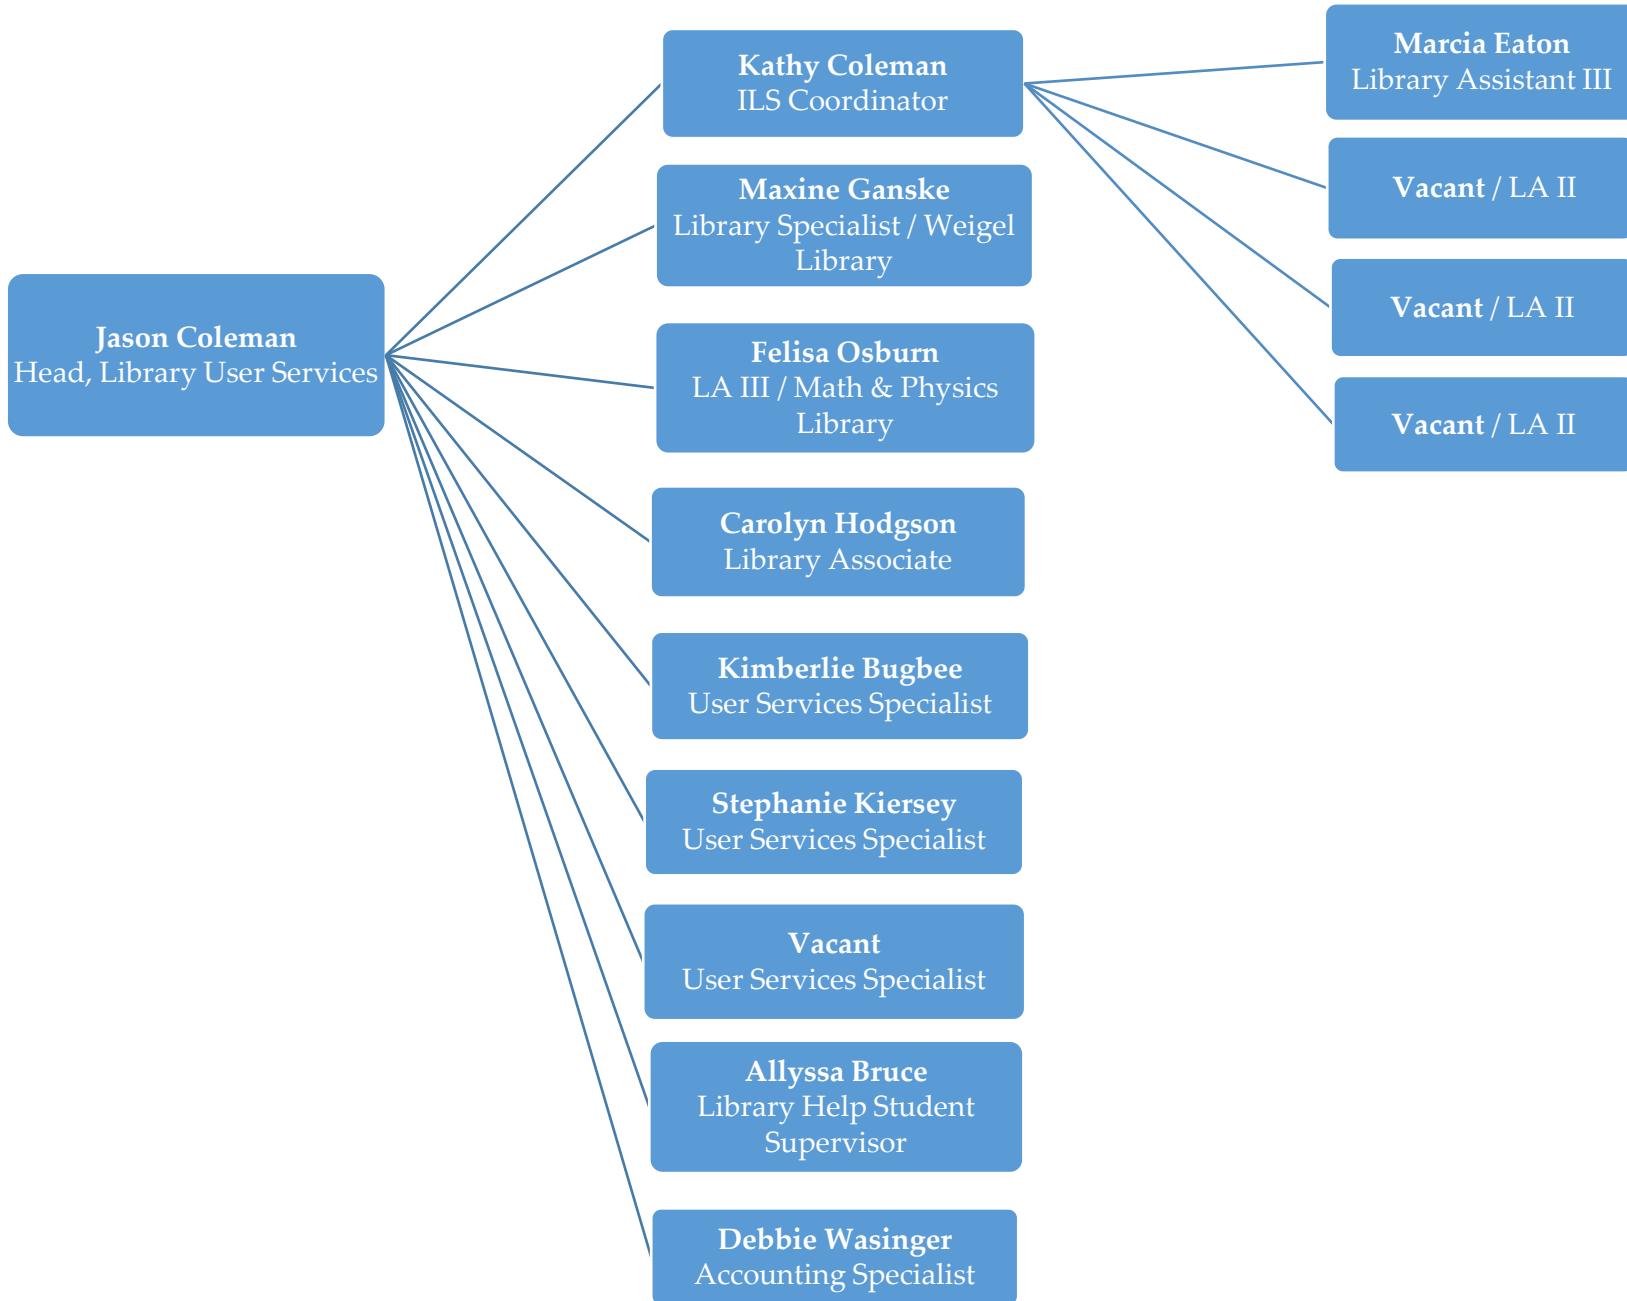 Jason Coleman
Head, Library User Services
Kathy Coleman
ILS Coordinator
Maxine Ganske
Library Specialist / Weigel
Library
Felisa Osburn
LA III / Math & Physics
Library
Carolyn Hodgson
Library Associate
Kimberlie Bugbee
User Services Specialist
Stephanie Kiersey
User Services Specialist
Vacant
User Services Specialist
Allyssa Bruce
Library Help Student
Supervisor
Debbie Wasinger
Accounting Specialist
Marcia Eaton
Library Assistant III
Vacant / LA II
Vacant / LA II
Vacant / LA II